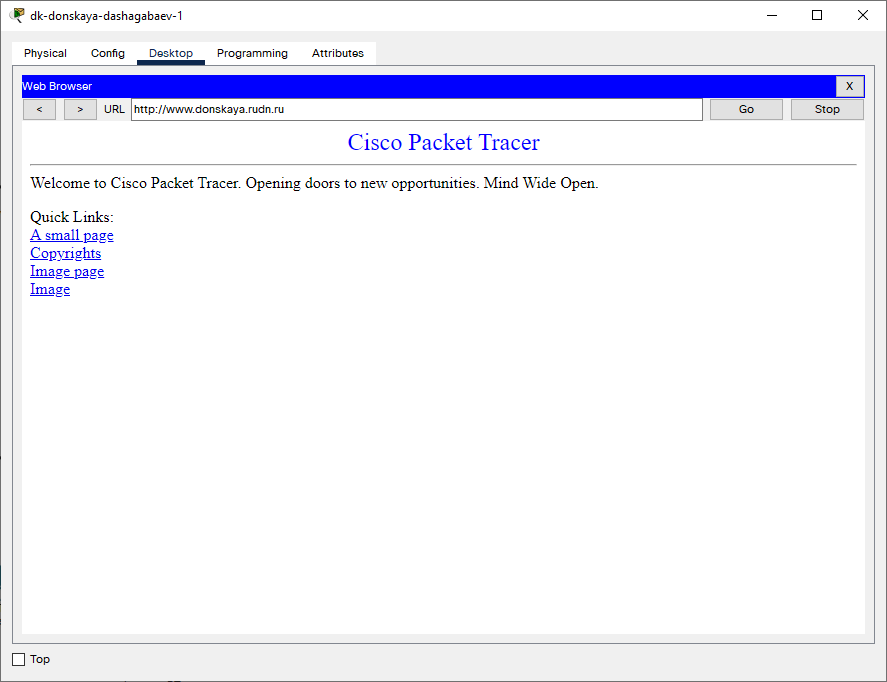 dk-donskaya-dashagabaev-1
Physical Config Desktop Programming Attributes
Web Browser X
< > URL http://www.donskaya.rudn.ru Go Stop
Cisco Packet Tracer
Welcome to Cisco Packet Tracer. Opening doors to new opportunities. Mind Wide Open.
Quick Links:
A small page
Copyrights
Image page
Image
Top